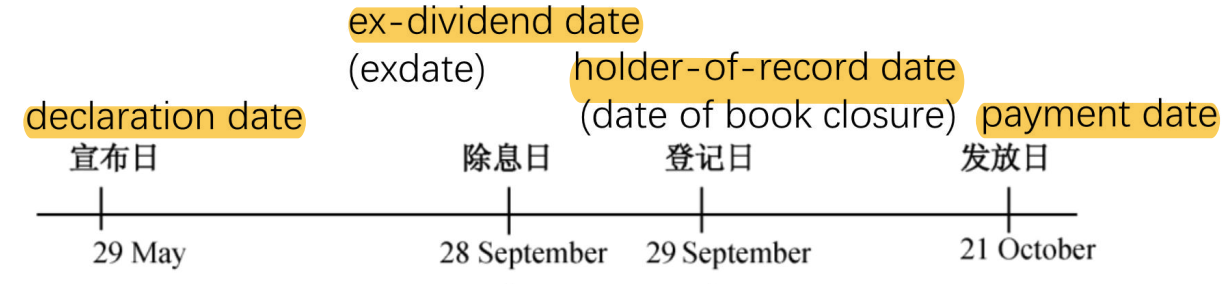 ex-dividend date
(exdate)
holder-of-record date
(date of book closure)
declaration date
payment date
宣布日
除息日
登记日
发放日
29 May
28 September
29 September
21 October